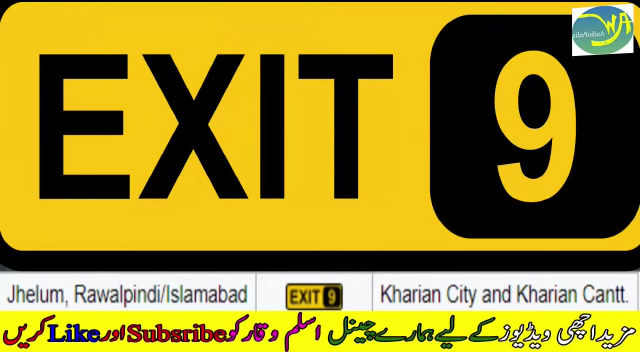 EXIT 9
Jhelum, Rawalpindi/Islamabad EXIT 9 Kharian City and Kharian Cantt.
مزید اچھی ویڈیوز کے لیے ہمارے چینل اسلم وقار کو Subsribe اور Like کریں